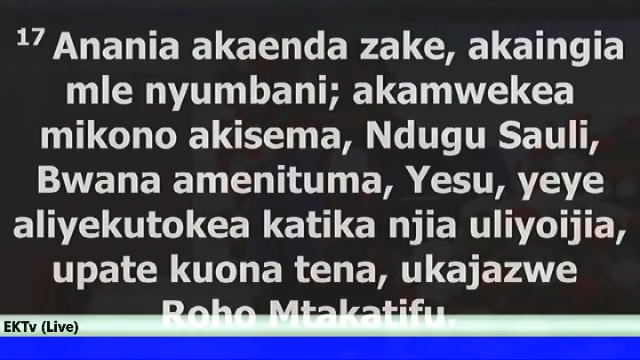 17 Anania akaenda zake, akaingia
mle nyumbani; akamwekea
mikono akisema, Ndugu Sauli,
Bwana amenituma, Yesu, yeye
aliyekutokea katika njia uliyoijia,
upate kuona tena, ukajazwe
Roho Mtakatifu.
EKTv (Live)